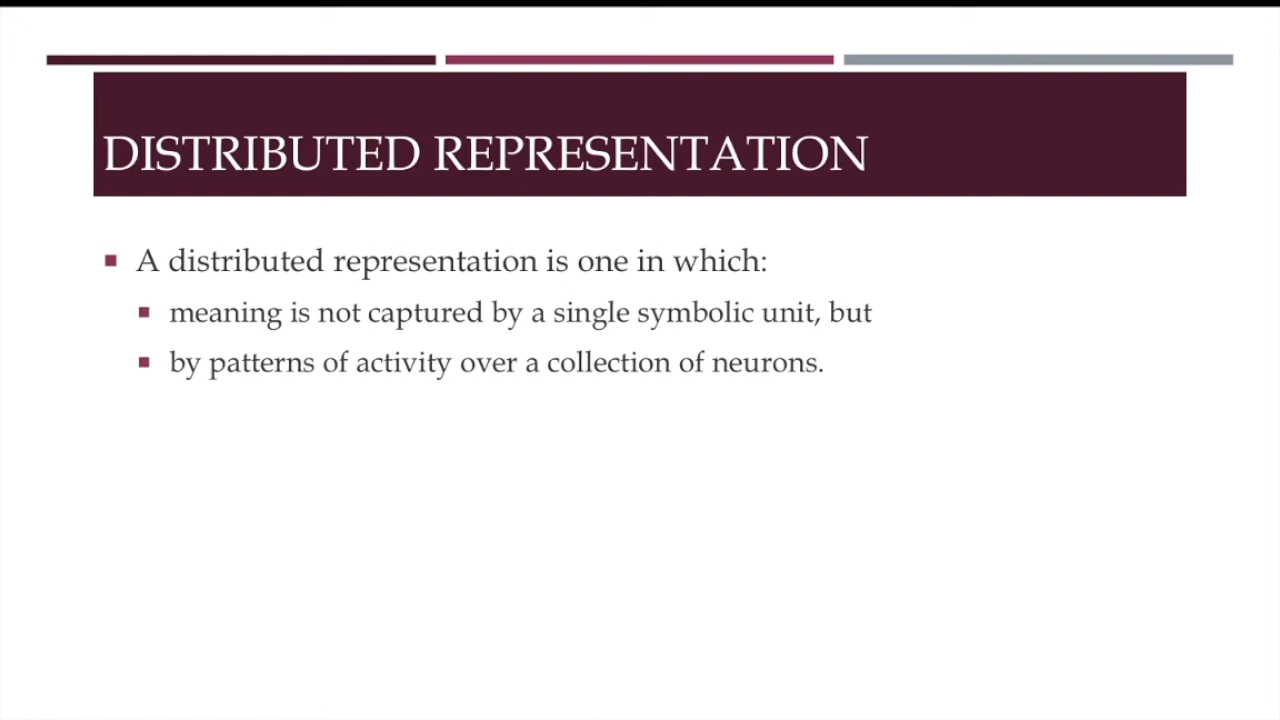 DISTRIBUTED REPRESENTATION
A distributed representation is one in which:
meaning is not captured by a single symbolic unit, but
by patterns of activity over a collection of neurons.